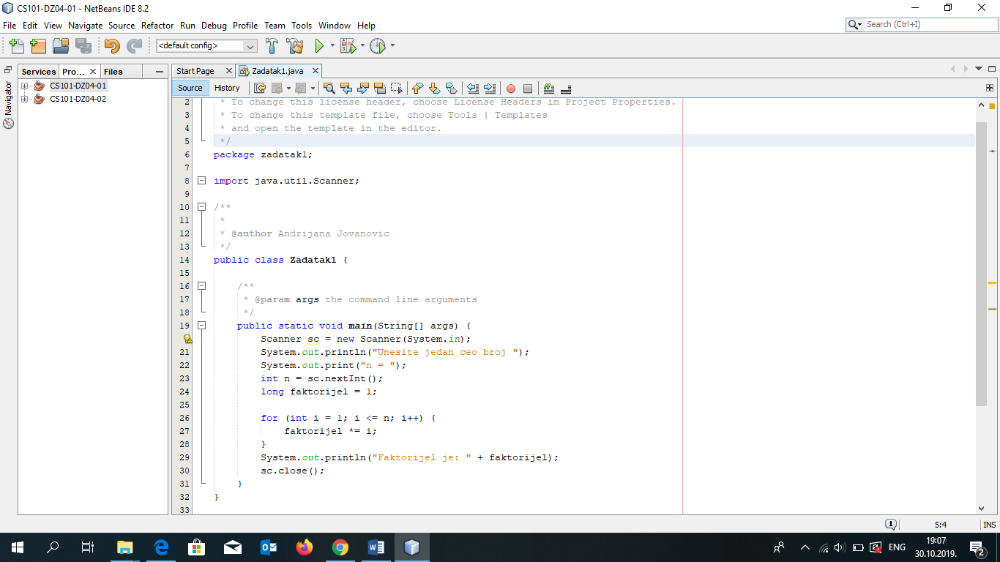 CS101-DZ04-01 - NetBeans IDE 8.2
File Edit View Navigate Source Refactor Run Debug Profile Team Tools Window Help
Search (Ctrl+I)
<default config>
Services Pro... Files
Start Page Zadatak1.java
Navigator
CS101-DZ04-01
CS101-DZ04-02
Source History
2 * To change this license header, choose License Headers in Project Properties.
3 * To change this template file, choose Tools | Templates
4 * and open the template in the editor.
5 */
6 package zadatak1;
7
8 import java.util.Scanner;
9
10 /**
11 *
12 * @author Andrijana Jovanovic
13 */
14 public class Zadatak1 {
15
16 /**
17 * @param args the command line arguments
18 */
19 public static void main(String[] args) {
Scanner sc = new Scanner(System.in);
21 System.out.println("Unesite jedan ceo broj ");
22 System.out.print("n = ");
23 int n = sc.nextInt();
24 long faktorijel = 1;
25
26 for (int i = 1; i <= n; i++) {
27 faktorijel *= i;
28 }
29 System.out.println("Faktorijel je: " + faktorijel);
30 sc.close();
31 }
32 }
33
1 5:4 INS
ENG
19:07
30.10.2019.
2